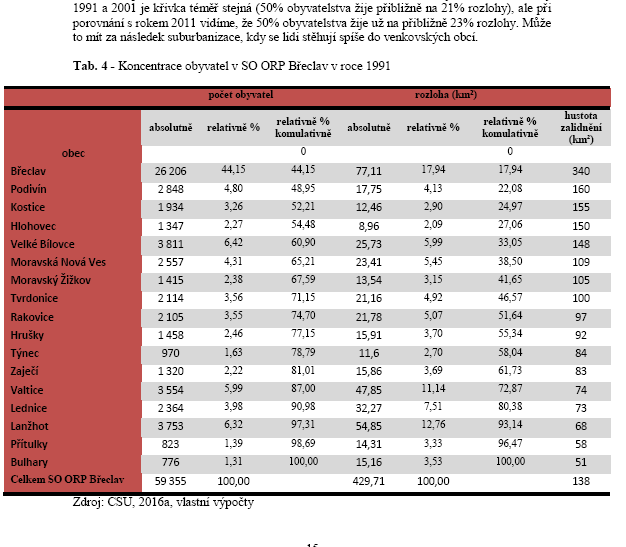 1991 a 2001 je křivka téměř stejná (50% obyvatelstva žije přibližně na 21% rozlohy), ale při
porovnání s rokem 2011 vidíme, že 50% obyvatelstva žije už na přibližně 23% rozlohy. Může
to mít za následek suburbanizace, kdy se lidi stěhují spíše do venkovských obcí.
Tab. 4 - Koncentrace obyvatel v SO ORP Břeclav v roce 1991
počet obyvatel rozloha (km²)
absolutně relativně % relativně % komulativně absolutně relativně % relativně % komulativně hustota zalidnění (km²)
obec 0 0
Břeclav 26 206 44,15 44,15 77,11 17,94 17,94 340
Podivín 2 848 4,80 48,95 17,75 4,13 22,08 160
Kostice 1 934 3,26 52,21 12,46 2,90 24,97 155
Hlohovec 1 347 2,27 54,48 8,96 2,09 27,06 150
Velké Bílovce 3 811 6,42 60,90 25,73 5,99 33,05 148
Moravská Nová Ves 2 557 4,31 65,21 23,41 5,45 38,50 109
Moravský Žižkov 1 415 2,38 67,59 13,54 3,15 41,65 105
Tvrdonice 2 114 3,56 71,15 21,16 4,92 46,57 100
Rakovice 2 105 3,55 74,70 21,78 5,07 51,64 97
Hrušky 1 458 2,46 77,15 15,91 3,70 55,34 92
Týnec 970 1,63 78,79 11,6 2,70 58,04 84
Zaječí 1 320 2,22 81,01 15,86 3,69 61,73 83
Valtice 3 554 5,99 87,00 47,85 11,14 72,87 74
Lednice 2 364 3,98 90,98 32,27 7,51 80,38 73
Lanžhot 3 753 6,32 97,31 54,85 12,76 93,14 68
Přítulky 823 1,39 98,69 14,31 3,33 96,47 58
Bulhary 776 1,31 100,00 15,16 3,53 100,00 51
Celkem SO ORP Břeclav 59 355 100,00 429,71 100,00 138
Zdroj: CSU, 2016a, vlastní výpočty